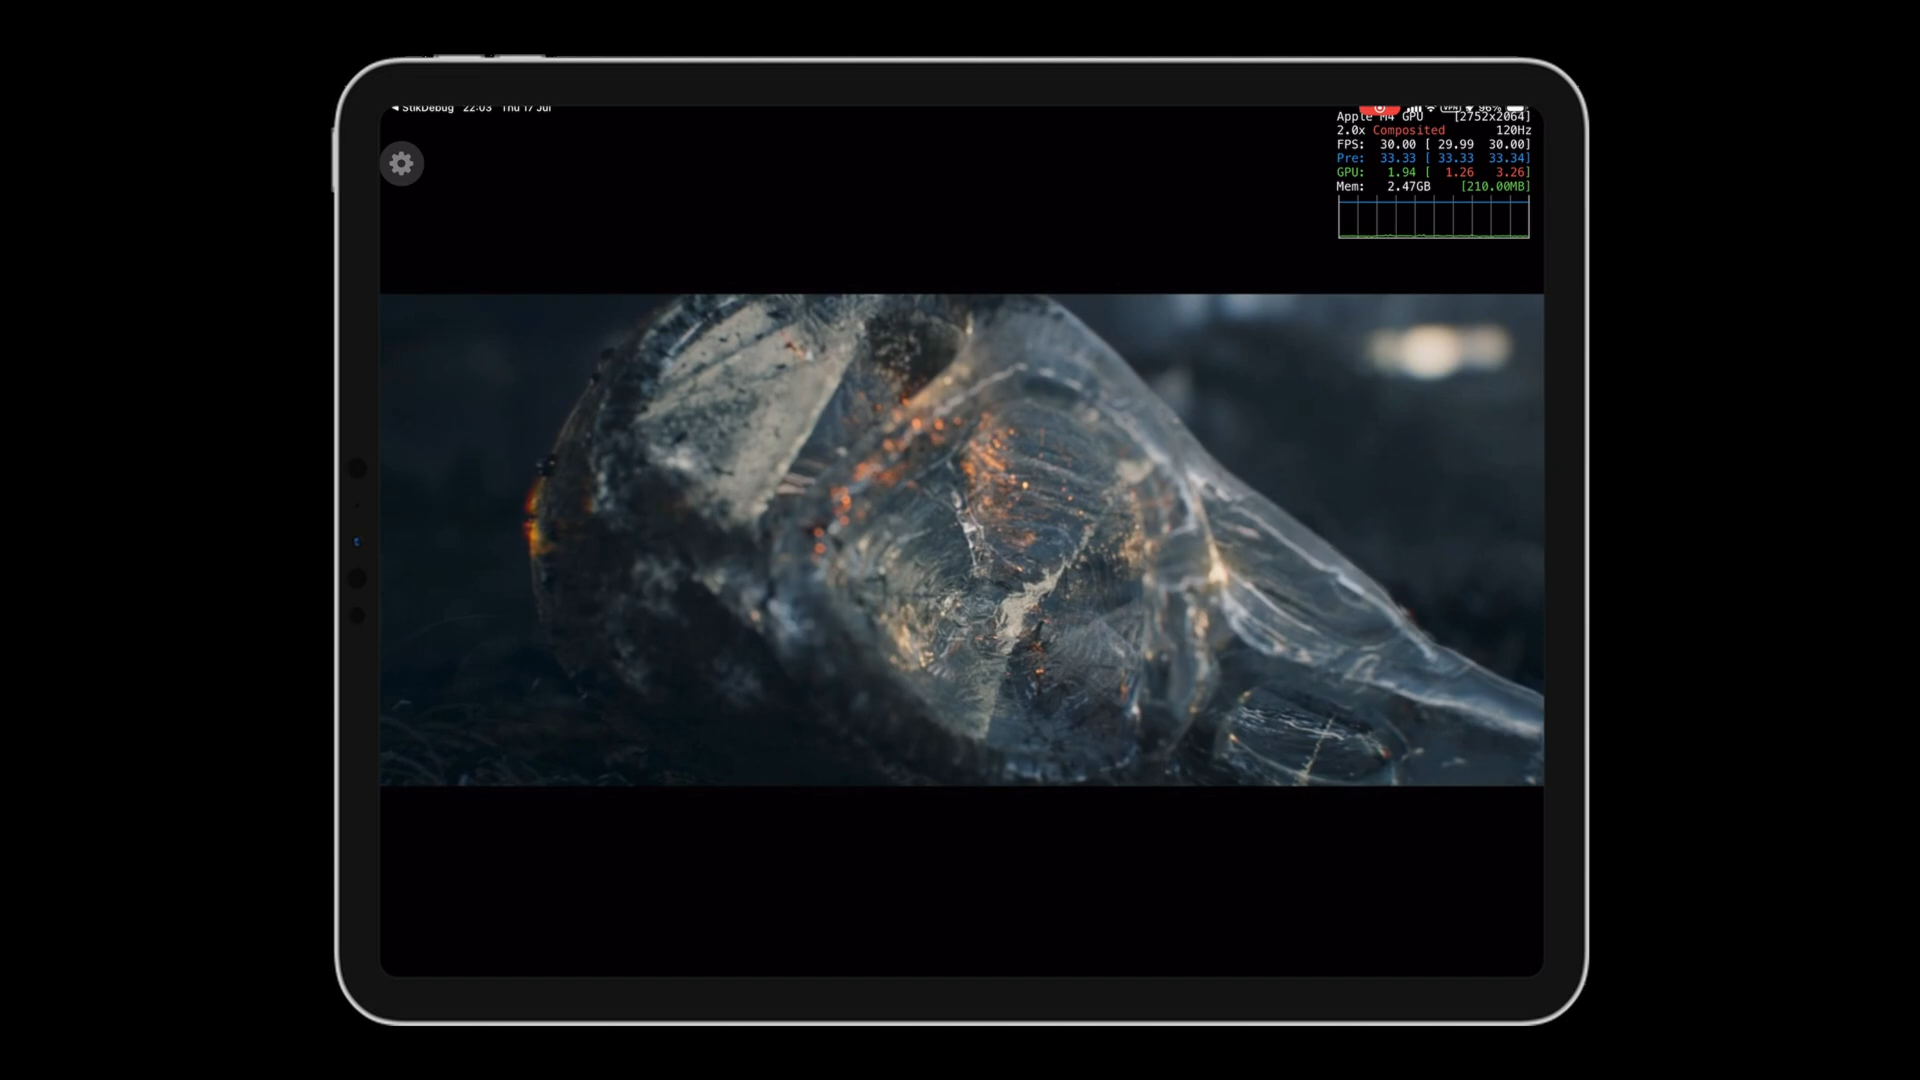 ◀ StikDebug 22:03 Thu 17 Jul
VPN 96%
Apple M4 GPU [2752x2064]
2.0x Composited 120Hz
FPS: 30.00 [ 29.99 30.00]
Pre: 33.33 [ 33.33 33.34]
GPU: 1.94 [ 1.26 3.26]
Mem: 2.47GB [210.00MB]